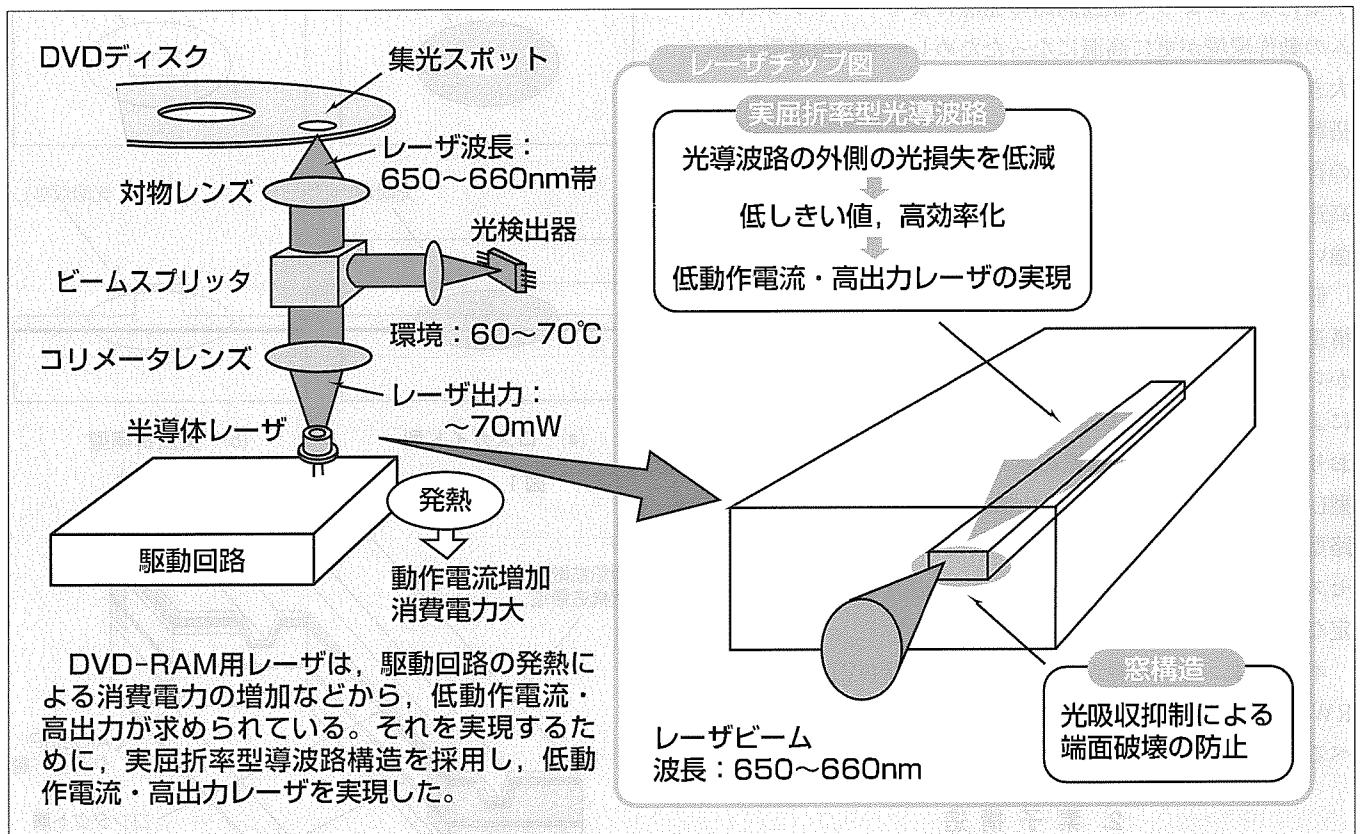 DVDディスク
集光スポット
レーザ波長：
650～660nm帯
対物レンズ
光検出器
ビームスプリッタ
環境：60～70℃
コリメータレンズ
レーザ出力：
～70mW
半導体レーザ
発熱
駆動回路
動作電流増加
消費電力大
DVD-RAM用レーザは，駆動回路の発熱に
よる消費電力の増加などから，低動作電流・
高出力が求められている。それを実現するた
めに，実屈折率型導波路構造を採用し，低動
作電流・高出力レーザを実現した。
レーザチップ図
実屈折率型光導波路
光導波路の外側の光損失を低減
低しきい値，高効率化
低動作電流・高出力レーザの実現
窓構造
光吸収抑制による
端面破壊の防止
レーザビーム
波長：650～660nm